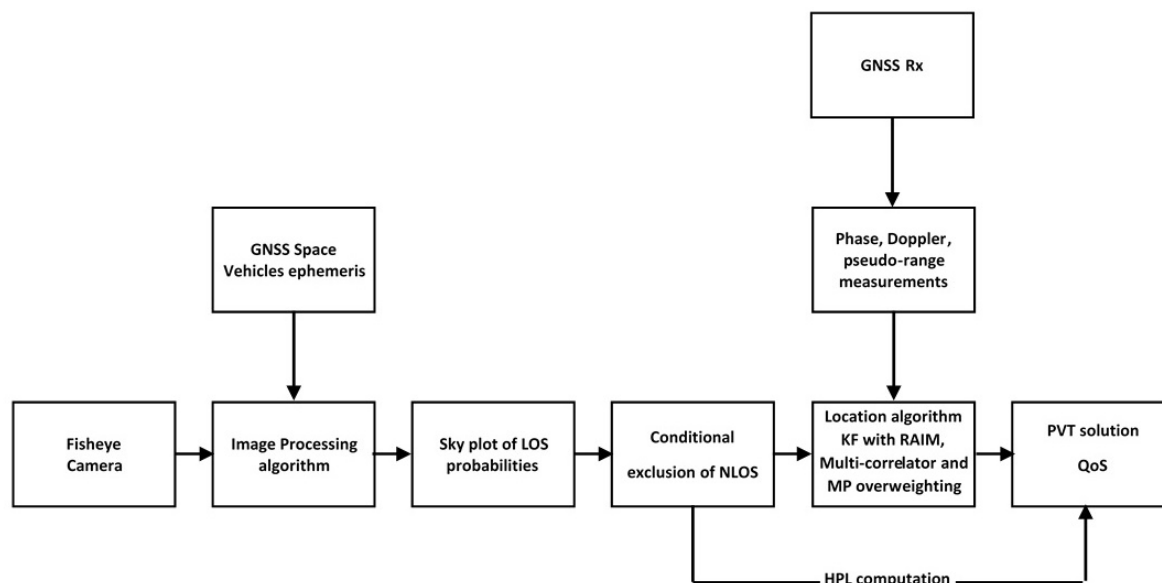 GNSS Rx
GNSS Space
Vehicles ephemeris
Phase, Doppler,
pseudo-range
measurements
Fisheye
Camera
Image Processing
algorithm
Sky plot of LOS
probabilities
Conditional
exclusion of NLOS
Location algorithm
KF with RAIM,
Multi-correlator and
MP overweighting
PVT solution
QoS
HPL computation